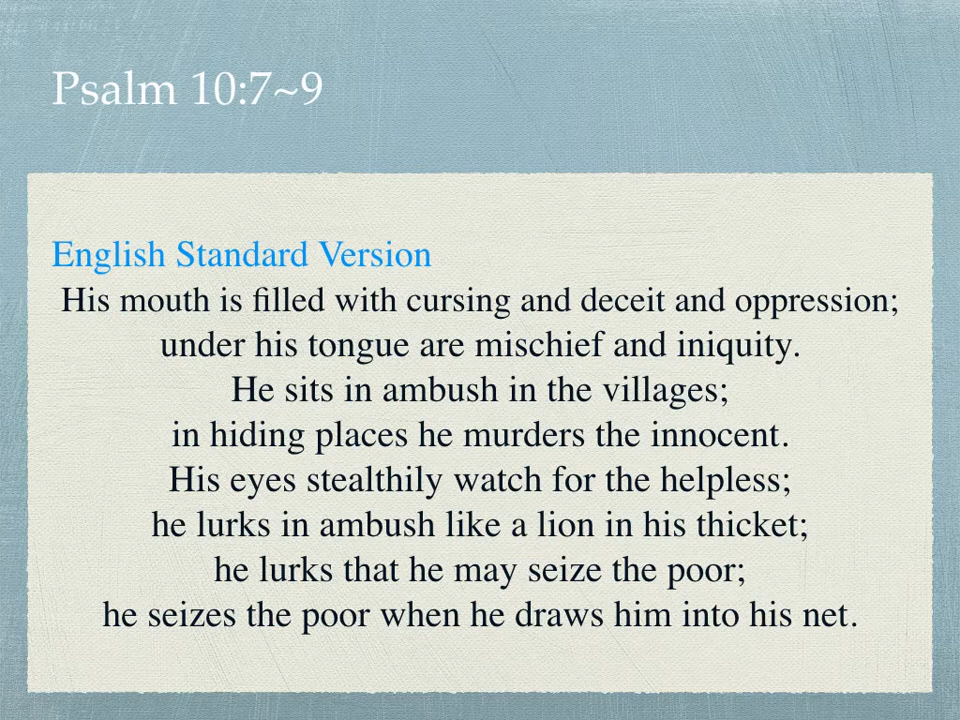 Psalm 10:7~9
English Standard Version
His mouth is filled with cursing and deceit and oppression;
under his tongue are mischief and iniquity.
He sits in ambush in the villages;
in hiding places he murders the innocent.
His eyes stealthily watch for the helpless;
he lurks in ambush like a lion in his thicket;
he lurks that he may seize the poor;
he seizes the poor when he draws him into his net.